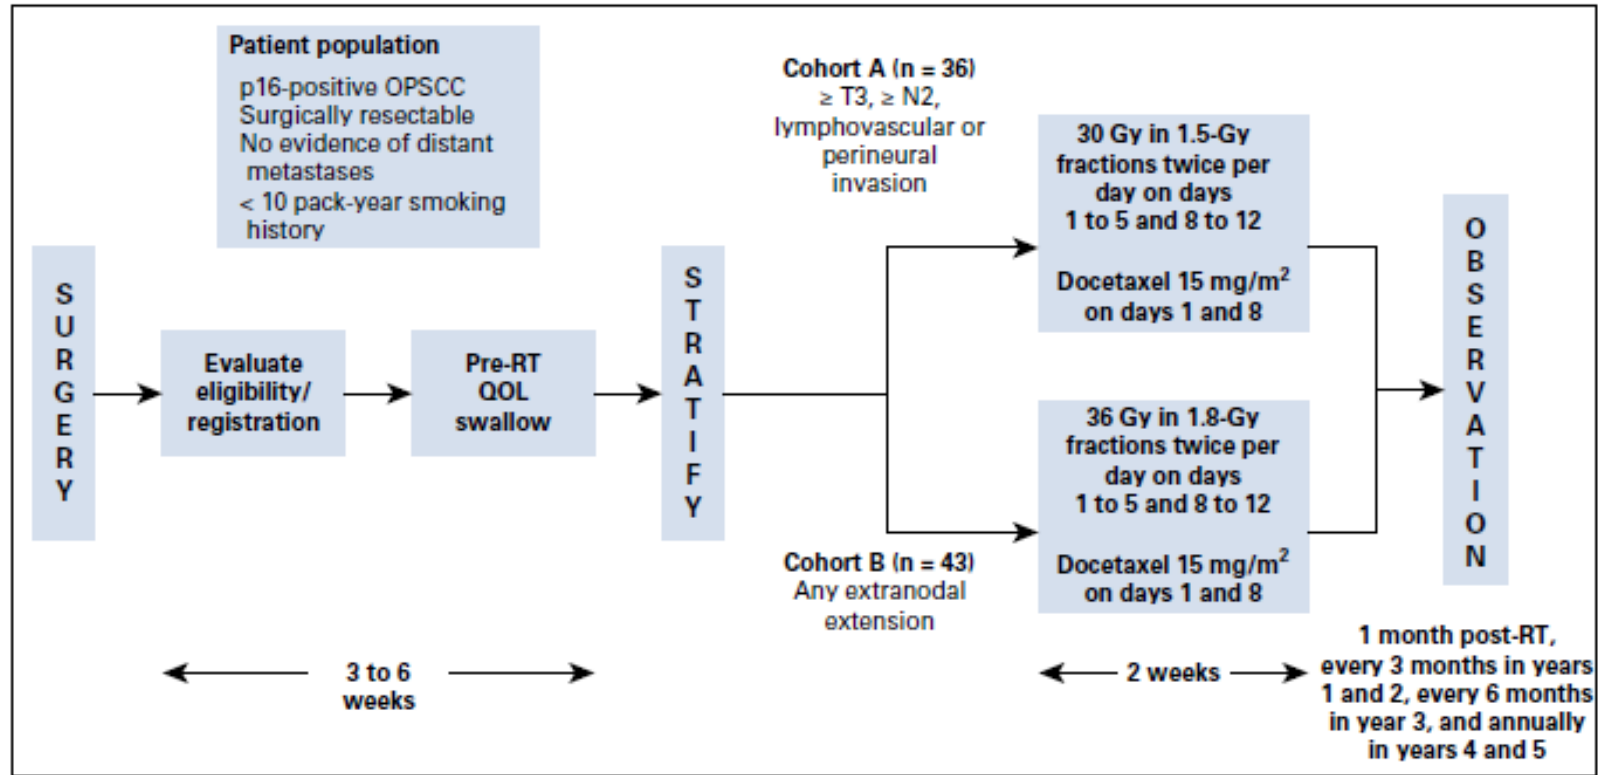 Patient population
p16-positive OPSCC
Surgically resectable
No evidence of distant
metastases
< 10 pack-year smoking
history
SURGERY
Evaluate
eligibility/
registration
Pre-RT
QOL
swallow
3 to 6
weeks
STRATIFY
Cohort A (n = 36)
≥ T3, ≥ N2,
lymphovascular or
perineural
invasion
30 Gy in 1.5-Gy
fractions twice per
day on days
1 to 5 and 8 to 12
Docetaxel 15 mg/m²
on days 1 and 8
Cohort B (n = 43)
Any extranodal
extension
36 Gy in 1.8-Gy
fractions twice per
day on days
1 to 5 and 8 to 12
Docetaxel 15 mg/m²
on days 1 and 8
2 weeks
OBSERVATION
1 month post-RT,
every 3 months in years
1 and 2, every 6 months
in year 3, and annually
in years 4 and 5